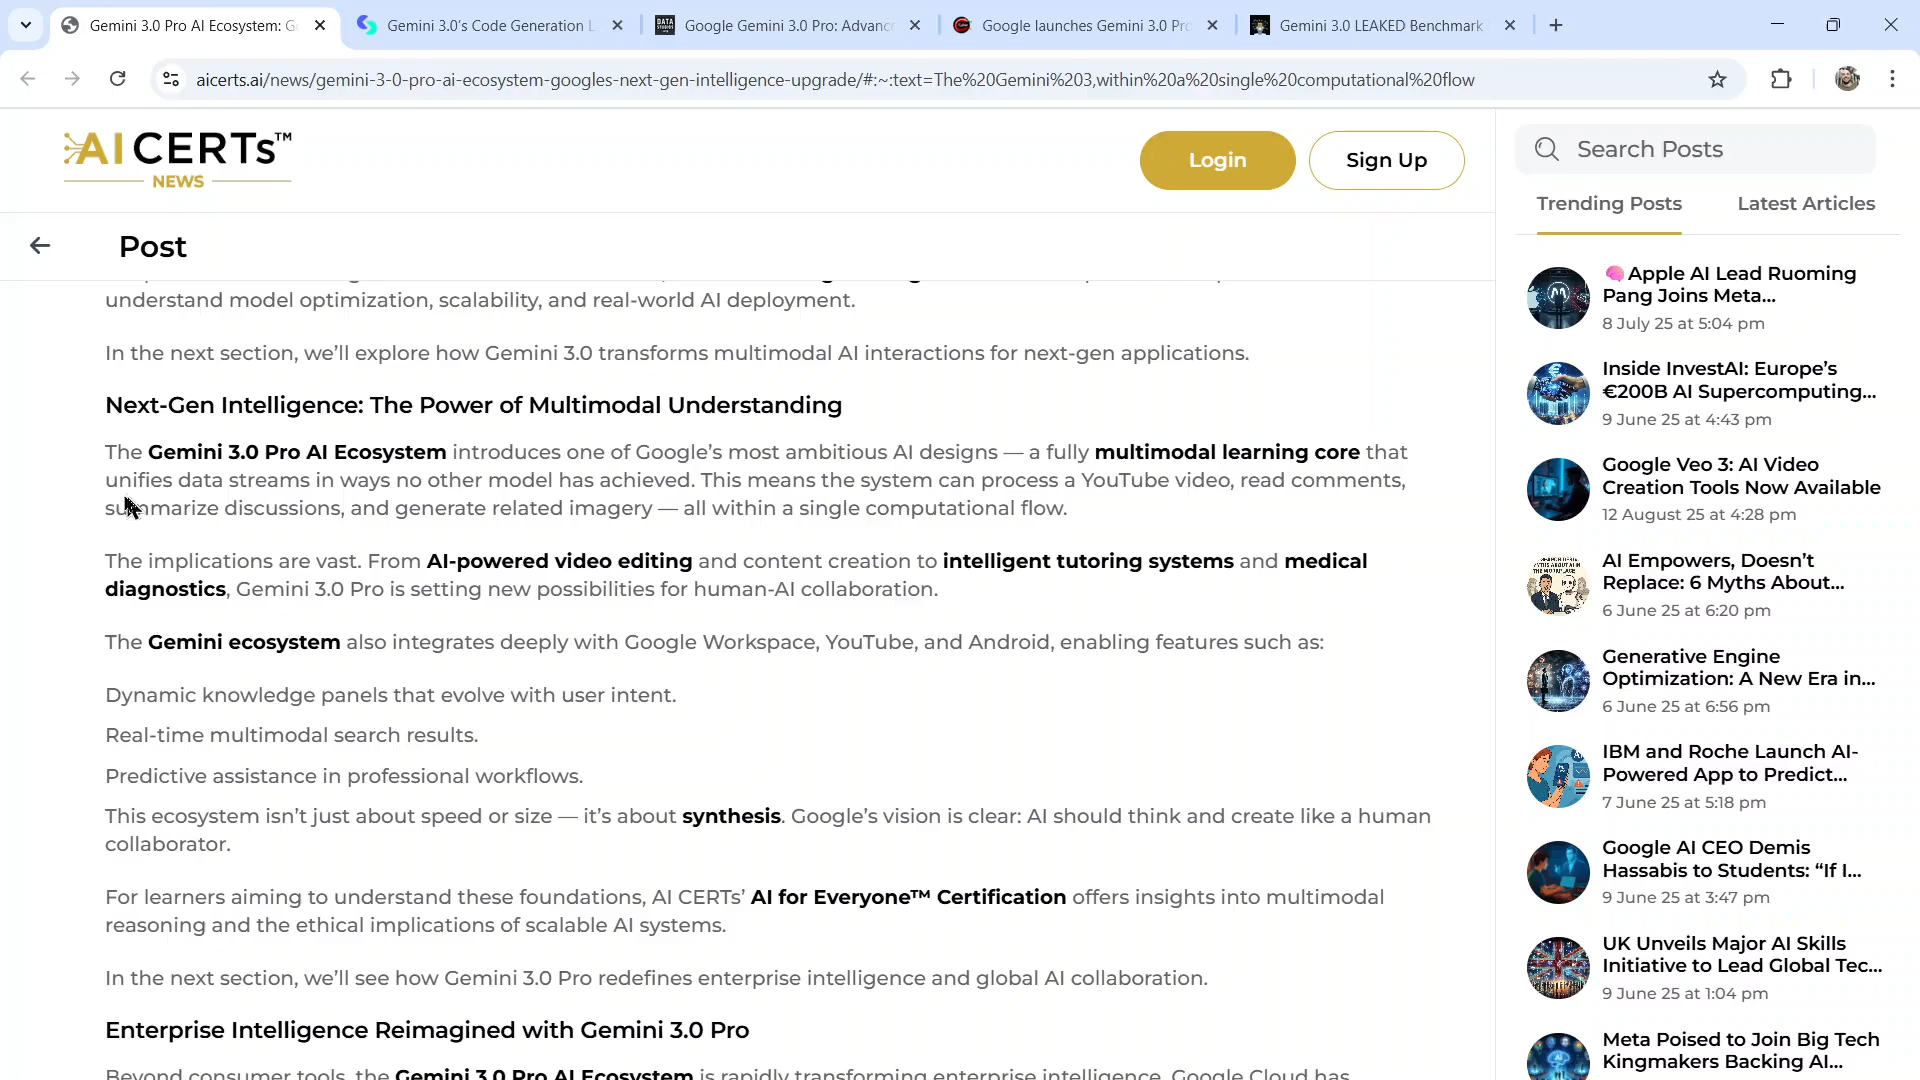 Gemini 3.0 Pro AI Ecosystem: G
Gemini 3.0's Code Generation L
Google Gemini 3.0 Pro: Advanc
Google launches Gemini 3.0 Pro
Gemini 3.0 LEAKED Benchmark
aicerts.ai/news/gemini-3-0-pro-ai-ecosystem-googles-next-gen-intelligence-upgrade/#:~:text=The%20Gemini%203,within%20a%20single%20computational%20flow
AI CERTs™
NEWS
Login
Sign Up
Post
understand model optimization, scalability, and real-world AI deployment.
In the next section, we’ll explore how Gemini 3.0 transforms multimodal AI interactions for next-gen applications.
Next-Gen Intelligence: The Power of Multimodal Understanding
The Gemini 3.0 Pro AI Ecosystem introduces one of Google’s most ambitious AI designs — a fully multimodal learning core that
unifies data streams in ways no other model has achieved. This means the system can process a YouTube video, read comments,
summarize discussions, and generate related imagery — all within a single computational flow.
The implications are vast. From AI-powered video editing and content creation to intelligent tutoring systems and medical
diagnostics, Gemini 3.0 Pro is setting new possibilities for human-AI collaboration.
The Gemini ecosystem also integrates deeply with Google Workspace, YouTube, and Android, enabling features such as:
Dynamic knowledge panels that evolve with user intent.
Real-time multimodal search results.
Predictive assistance in professional workflows.
This ecosystem isn’t just about speed or size — it’s about synthesis. Google’s vision is clear: AI should think and create like a human
collaborator.
For learners aiming to understand these foundations, AI CERTs’ AI for Everyone™ Certification offers insights into multimodal
reasoning and the ethical implications of scalable AI systems.
In the next section, we’ll see how Gemini 3.0 Pro redefines enterprise intelligence and global AI collaboration.
Enterprise Intelligence Reimagined with Gemini 3.0 Pro
Beyond consumer tools, the Gemini 3.0 Pro AI Ecosystem is rapidly transforming enterprise intelligence. Google Cloud has
Search Posts
Trending Posts
Latest Articles
🧠Apple AI Lead Ruoming
Pang Joins Meta...
8 July 25 at 5:04 pm
Inside InvestAI: Europe’s
€200B AI Supercomputing...
9 June 25 at 4:43 pm
Google Veo 3: AI Video
Creation Tools Now Available
12 August 25 at 4:28 pm
AI Empowers, Doesn’t
Replace: 6 Myths About...
6 June 25 at 6:20 pm
Generative Engine
Optimization: A New Era in...
6 June 25 at 6:56 pm
IBM and Roche Launch AI-
Powered App to Predict...
7 June 25 at 5:18 pm
Google AI CEO Demis
Hassabis to Students: “If I...
9 June 25 at 3:47 pm
UK Unveils Major AI Skills
Initiative to Lead Global Tec...
9 June 25 at 1:04 pm
Meta Poised to Join Big Tech
Kingmakers Backing AI...